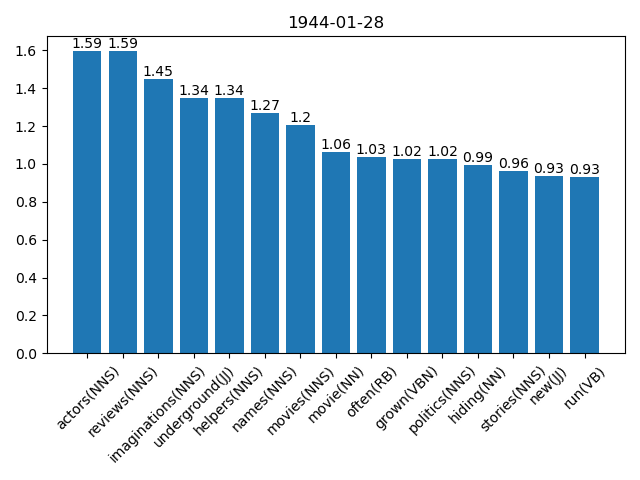 1944-01-28
1.6
1.4
1.2
1.0
0.8
0.6
0.4
0.2
0.0
1.59
1.59
1.45
1.34
1.34
1.27
1.2
1.06
1.03
1.02
1.02
0.99
0.96
0.93
0.93
actors(NNS)
reviews(NNS)
imaginations(NNS)
underground(JJ)
helpers(NNS)
names(NNS)
movies(NNS)
movie(NN)
often(RB)
grown(VBN)
politics(NNS)
hiding(NN)
stories(NNS)
new(JJ)
run(VB)